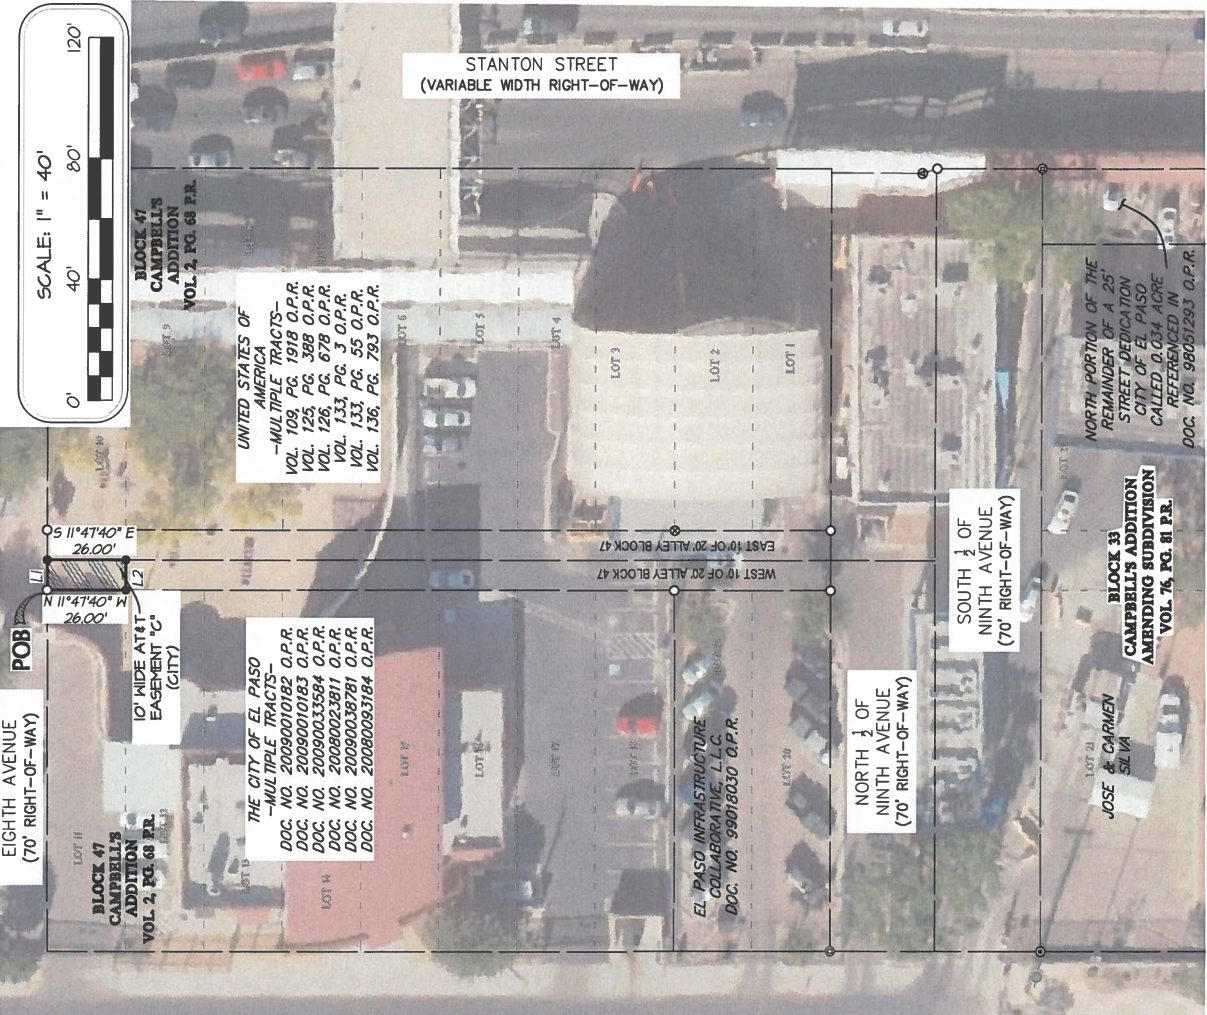 SCALE: 1" = 40'
0'
40'
80'
120'
STANTON STREET
(VARIABLE WIDTH RIGHT-OF-WAY)
BLOCK 47
CAMPBELL'S
ADDITION
VOL. 2, PG. 68 P.R.
UNITED STATES OF
AMERICA
-MULTIPLE TRACTS-
VOL. 109, PG. 1918 O.P.R.
VOL. 125, PG. 388 O.P.R.
VOL. 126, PG. 678 O.P.R.
VOL. 133, PG. 3 O.P.R.
VOL. 133, PG. 55 O.P.R.
VOL. 136, PG. 793 O.P.R.
LOT 10
LOT 9
LOT 6
LOT 5
LOT 4
LOT 3
LOT 2
LOT 1
S 11°47'40" E
26.00'
L1
L2
N 11°47'40" W
26.00'
POB
10' WIDE AT&T
EASEMENT "C"
(CITY)
EAST 10' OF 20' ALLEY BLOCK 47
WEST 10' OF 20' ALLEY BLOCK 47
EIGHTH AVENUE
(70' RIGHT-OF-WAY)
BLOCK 47
CAMPBELL'S
ADDITION
VOL. 2, PG. 68 P.R.
THE CITY OF EL PASO
-MULTIPLE TRACTS-
DOC. NO. 20090010182 O.P.R.
DOC. NO. 20090010183 O.P.R.
DOC. NO. 20090033584 O.P.R.
DOC. NO. 20080023811 O.P.R.
DOC. NO. 20090038781 O.P.R.
DOC. NO. 20080093184 O.P.R.
LOT 11
LOT 13
LOT 14
LOT 15
LOT 17
LOT 20
EL PASO INFRASTRUCTURE
COLLABORATIVE, L.L.C.
DOC. NO. 99018030 O.P.R.
NORTH 1/2 OF
NINTH AVENUE
(70' RIGHT-OF-WAY)
SOUTH 1/2 OF
NINTH AVENUE
(70' RIGHT-OF-WAY)
NORTH PORTION OF THE
REMAINDER OF A 25'
STREET DEDICATION
CITY OF EL PASO
CALLED 0.034 ACRE
REFERENCED IN
DOC. NO. 98051293 O.P.R.
BLOCK 33
CAMPBELL'S ADDITION
AMENDING SUBDIVISION
VOL. 76, PG. 81 P.R.
LOT 21
JOSE & CARMEN
SILVA